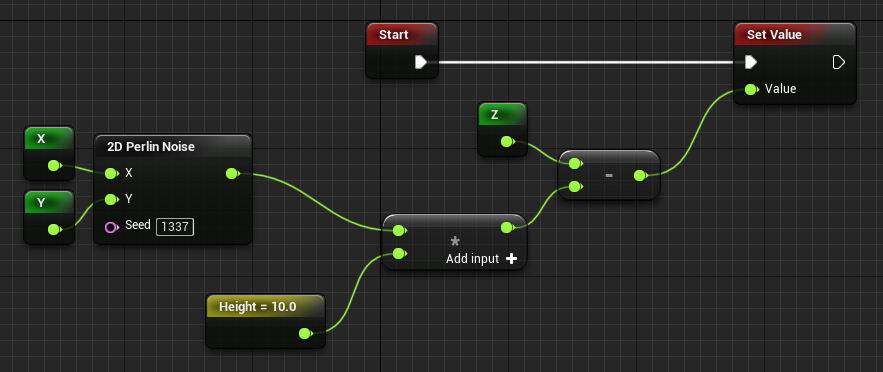 Start
Set Value
Value
Z
X
2D Perlin Noise
X
Y
Y
Seed 1337
-
*
Add input +
Height = 10.0